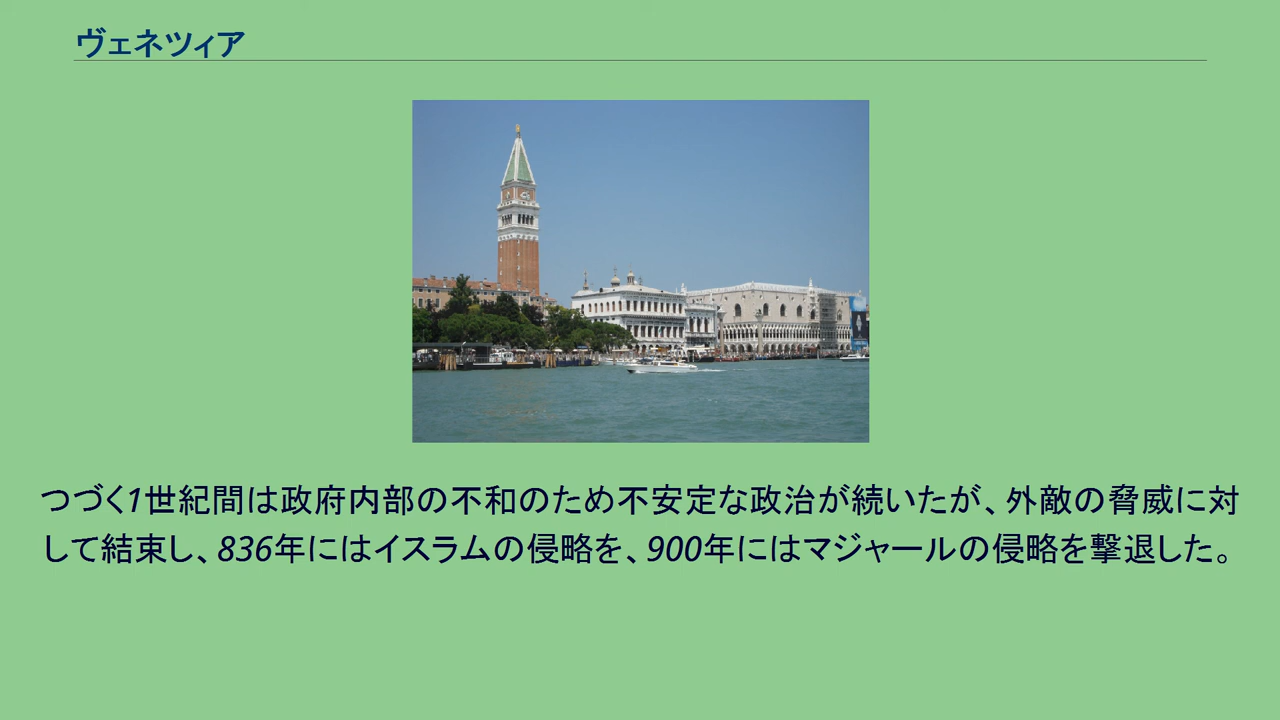 ヴェネツィア
つづく1世紀間は政府内部の不和のため不安定な政治が続いたが、外敵の脅威に対
して結束し、836年にはイスラムの侵略を、900年にはマジャールの侵略を撃退した。